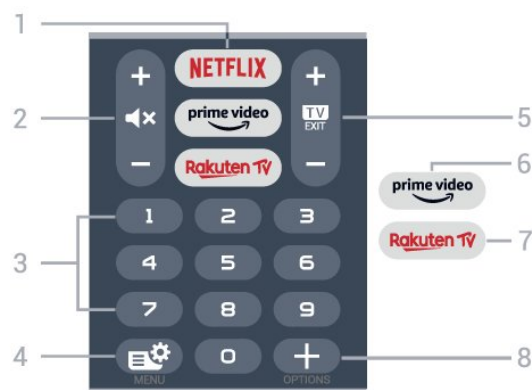 1
+ NETFLIX +
2 prime video TV EXIT 5
- Rakuten TV -
6
prime video
1 2 3
Rakuten TV 7
3
4 5 6
7 8 9
4 0 + 8
MENU OPTIONS